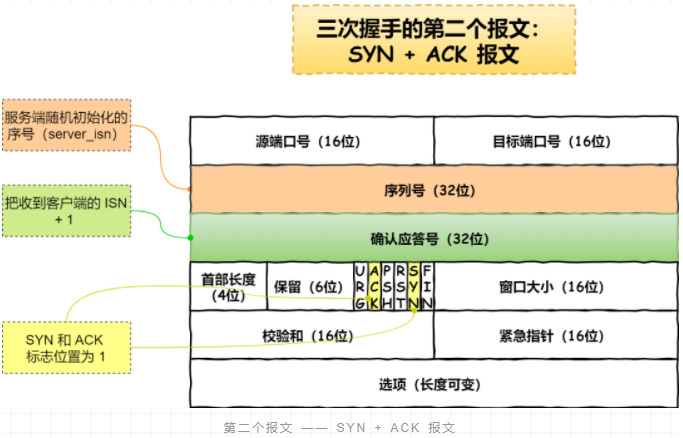 三次握手的第二个报文：
SYN + ACK 报文
服务端随机初始化的
序号（server_isn）
源端口号（16位）
目标端口号（16位）
序列号（32位）
把收到客户端的 ISN
+ 1
确认应答号（32位）
首部长度
（4位）
保留（6位）
URG
ACK
PSH
RST
SYN
FIN
窗口大小（16位）
SYN 和 ACK
标志位置为 1
校验和（16位）
紧急指针（16位）
选项（长度可变）
第二个报文 —— SYN + ACK 报文